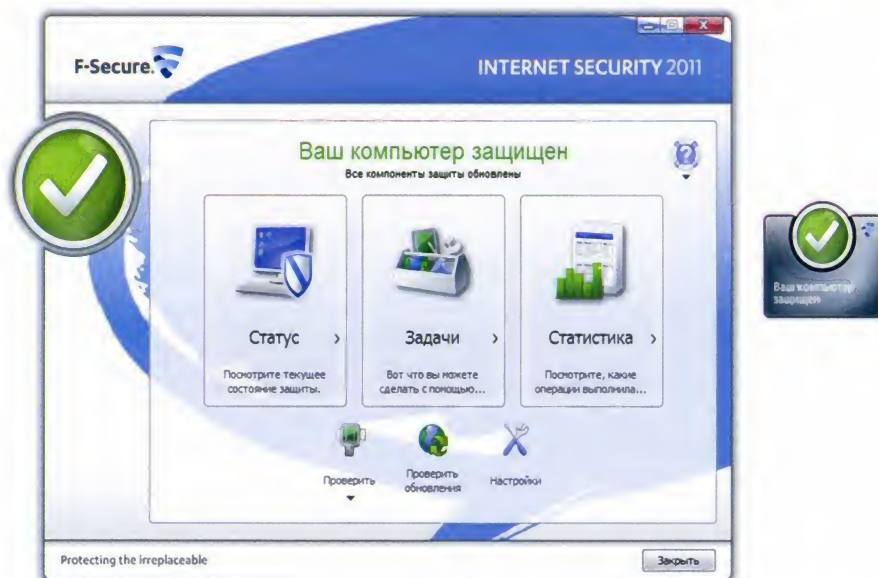 F-Secure.
INTERNET SECURITY 2011
Ваш компьютер защищен
Все компоненты защиты обновлены
Статус
Посмотрите текущее
состояние защиты.
Задачи
Вот что вы можете
сделать с помощью...
Статистика
Посмотрите, какие
операции выполнила...
Проверить
Проверить
обновления
Настройки
Protecting the irreplaceable
Закрыть
Ваш компьютер
защищен